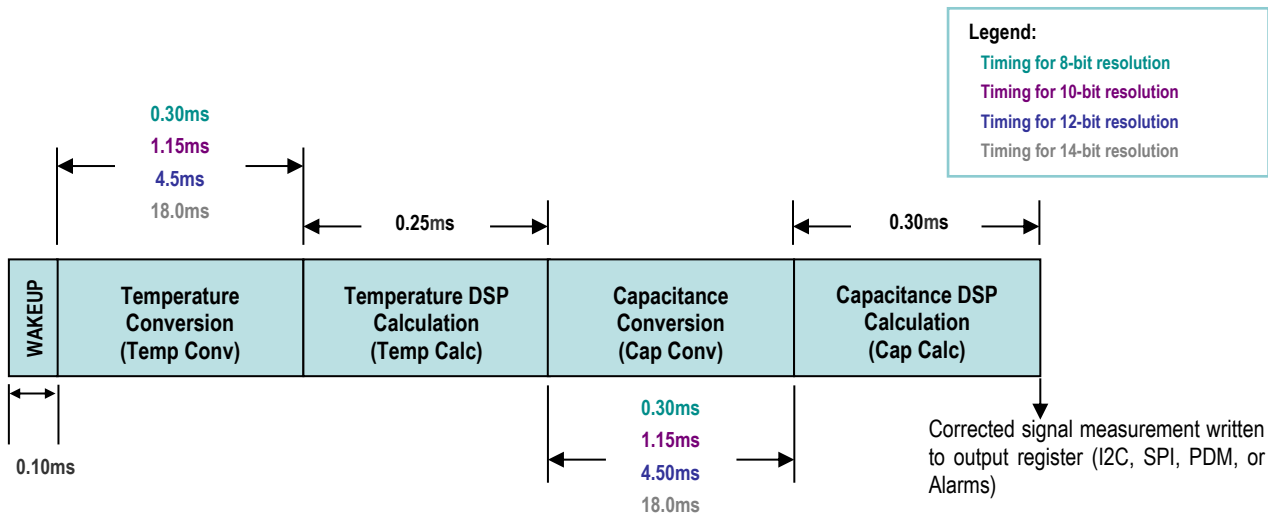 Legend:
Timing for 8-bit resolution
Timing for 10-bit resolution
Timing for 12-bit resolution
Timing for 14-bit resolution
0.30ms
1.15ms
4.5ms
18.0ms
0.25ms
0.30ms
WAKEUP
Temperature
Conversion
(Temp Conv)
Temperature DSP
Calculation
(Temp Calc)
Capacitance
Conversion
(Cap Conv)
Capacitance DSP
Calculation
(Cap Calc)
0.10ms
0.30ms
1.15ms
4.50ms
18.0ms
Corrected signal measurement written
to output register (I2C, SPI, PDM, or
Alarms)